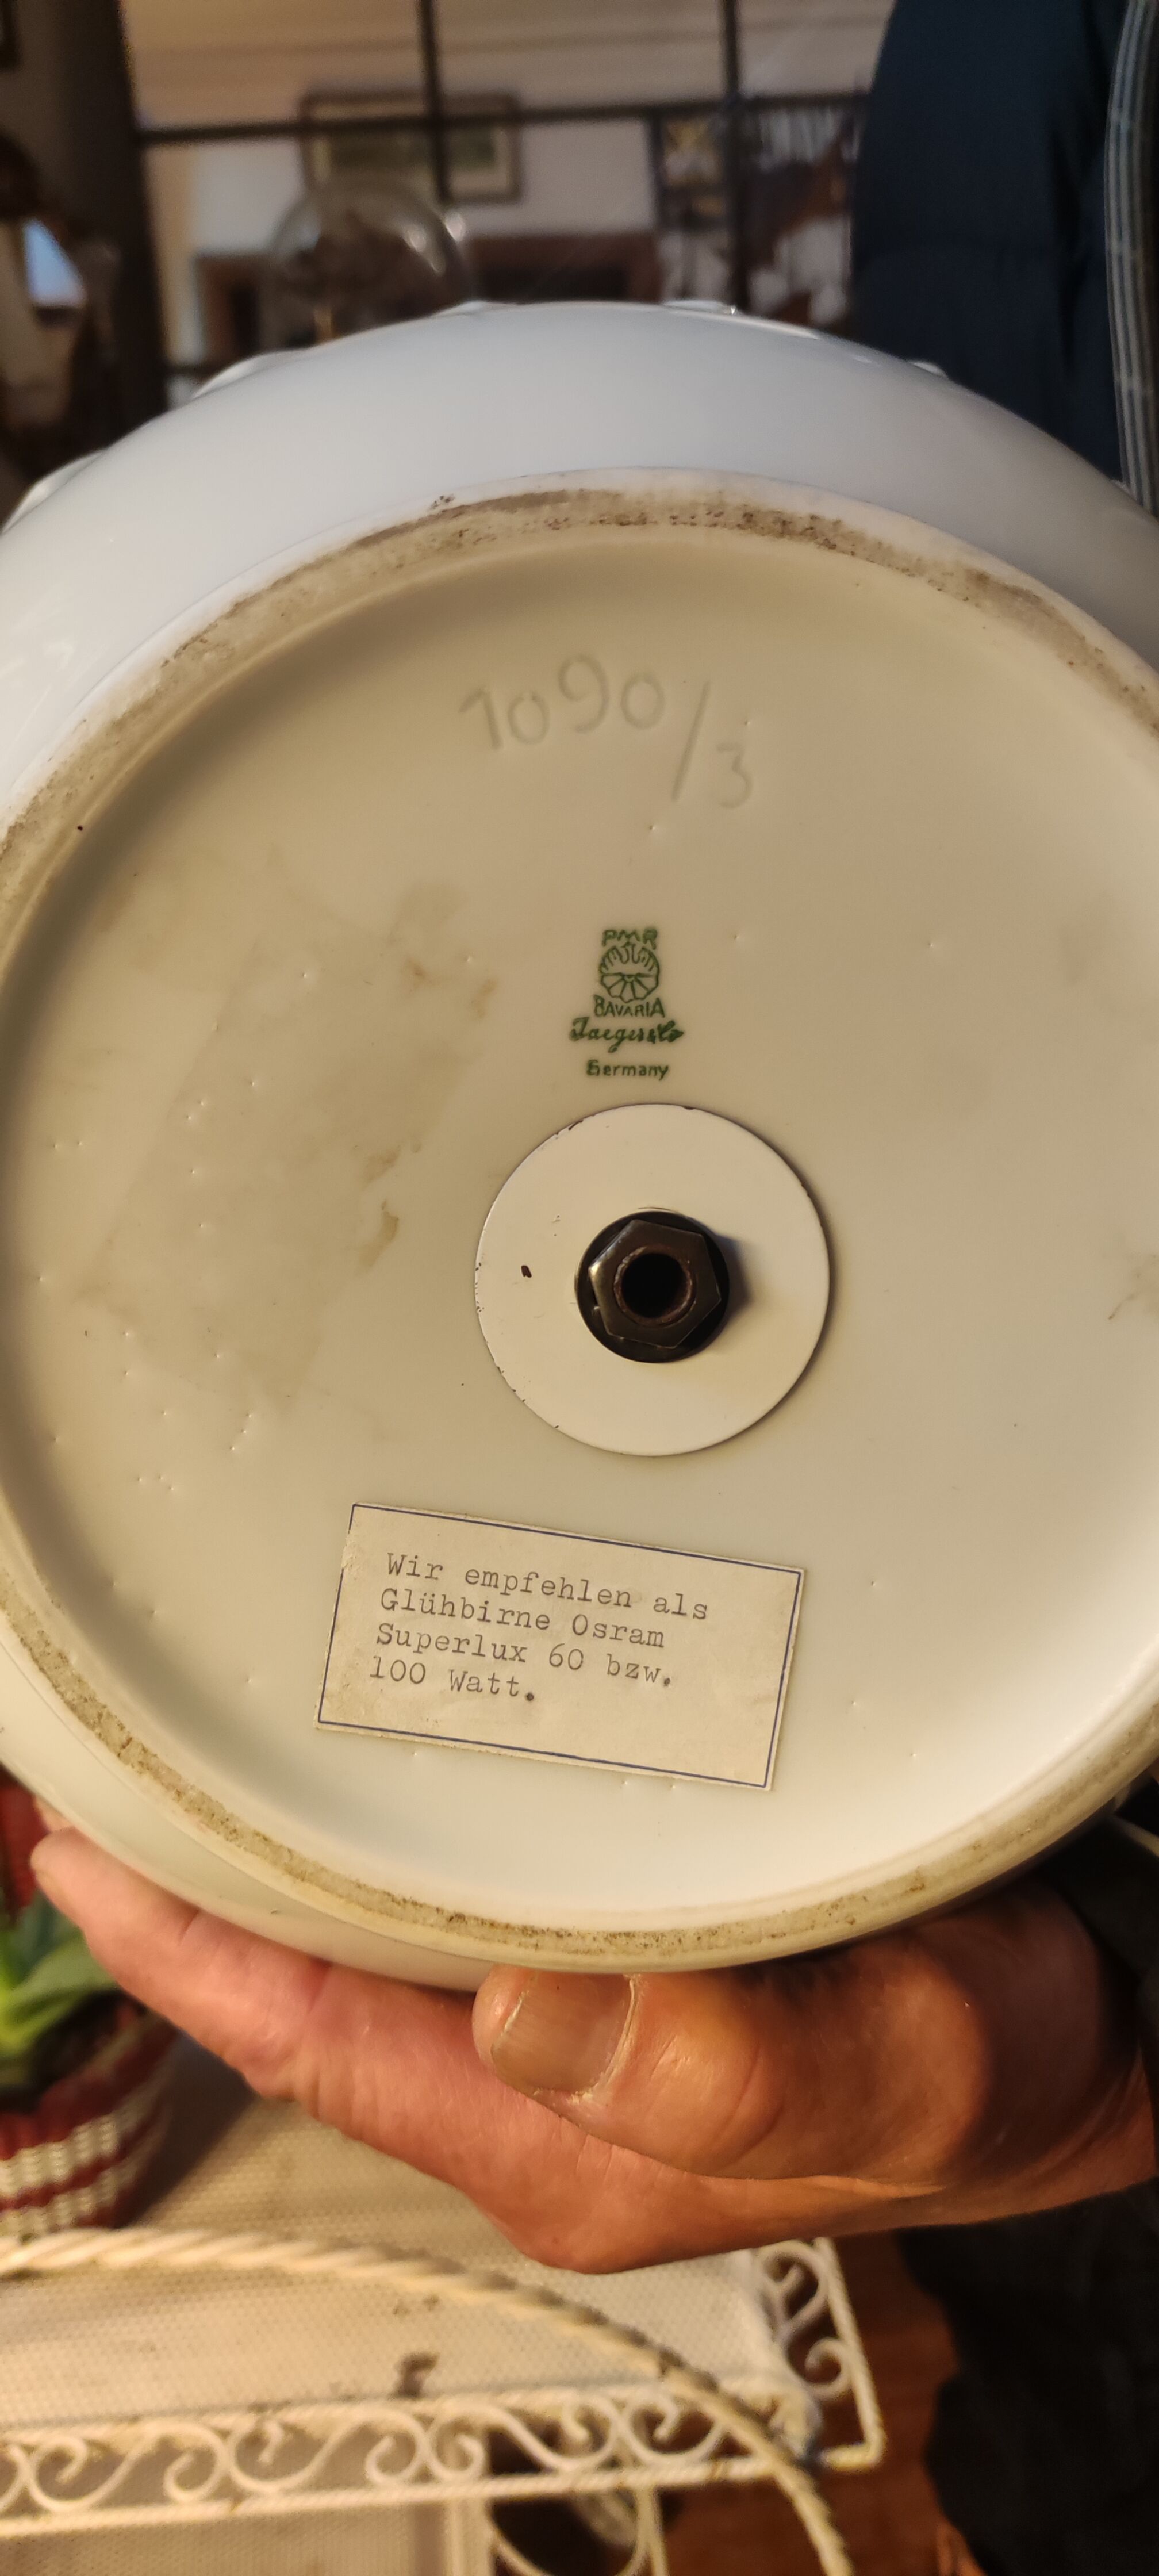 1090/3
PMR
BAVARIA
Jaeger & Co
Germany
Wir empfehlen als
Glühbirne Osram
Superlux 60 bzw.
100 Watt.